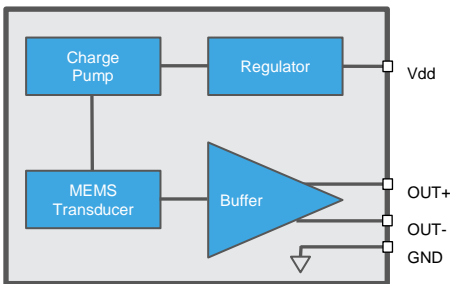 Charge
Pump
Regulator
Vdd
MEMS
Transducer
Buffer
OUT+
OUT-
GND